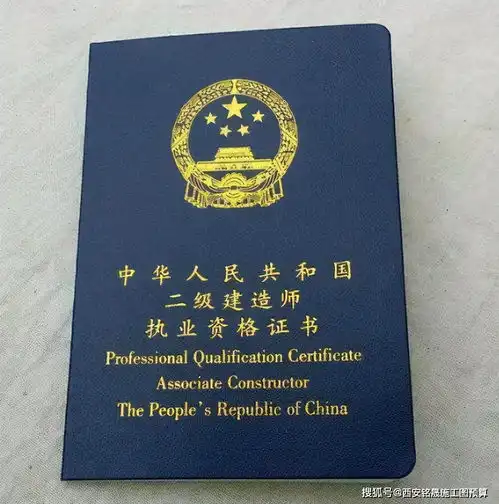 中华人民共和国
二级建造师
执业资格证书
Professional Qualification Certificate
Associate Constructor
The People's Republic of China
搜狐号@西安铭晟施工图预算